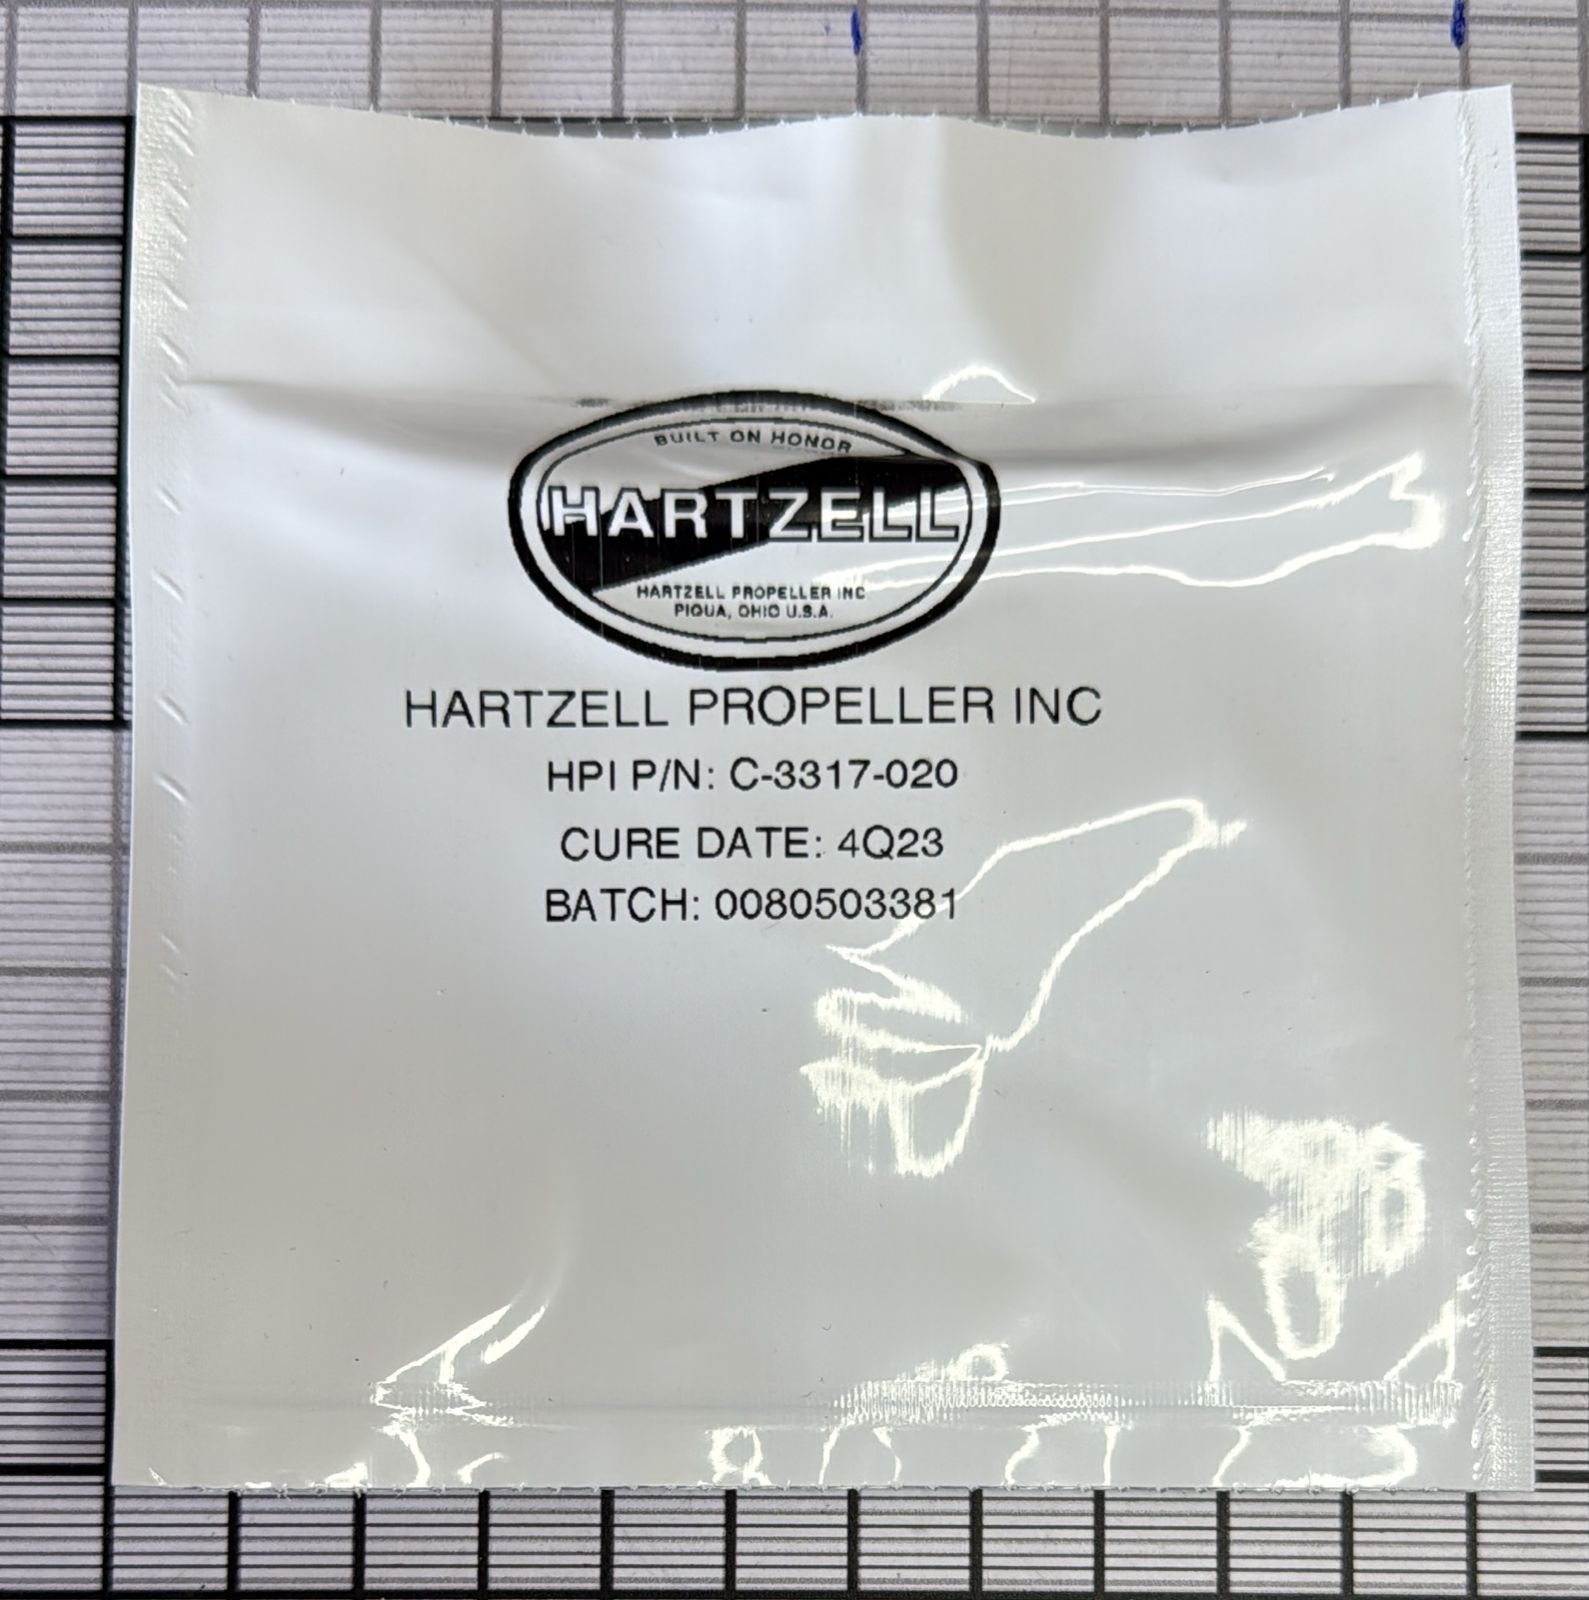 BUILT ON HONOR
HARTZELL
HARTZELL PROPELLER INC
PIQUA, OHIO U.S.A.
HARTZELL PROPELLER INC
HPI P/N: C-3317-020
CURE DATE: 4Q23
BATCH: 0080503381